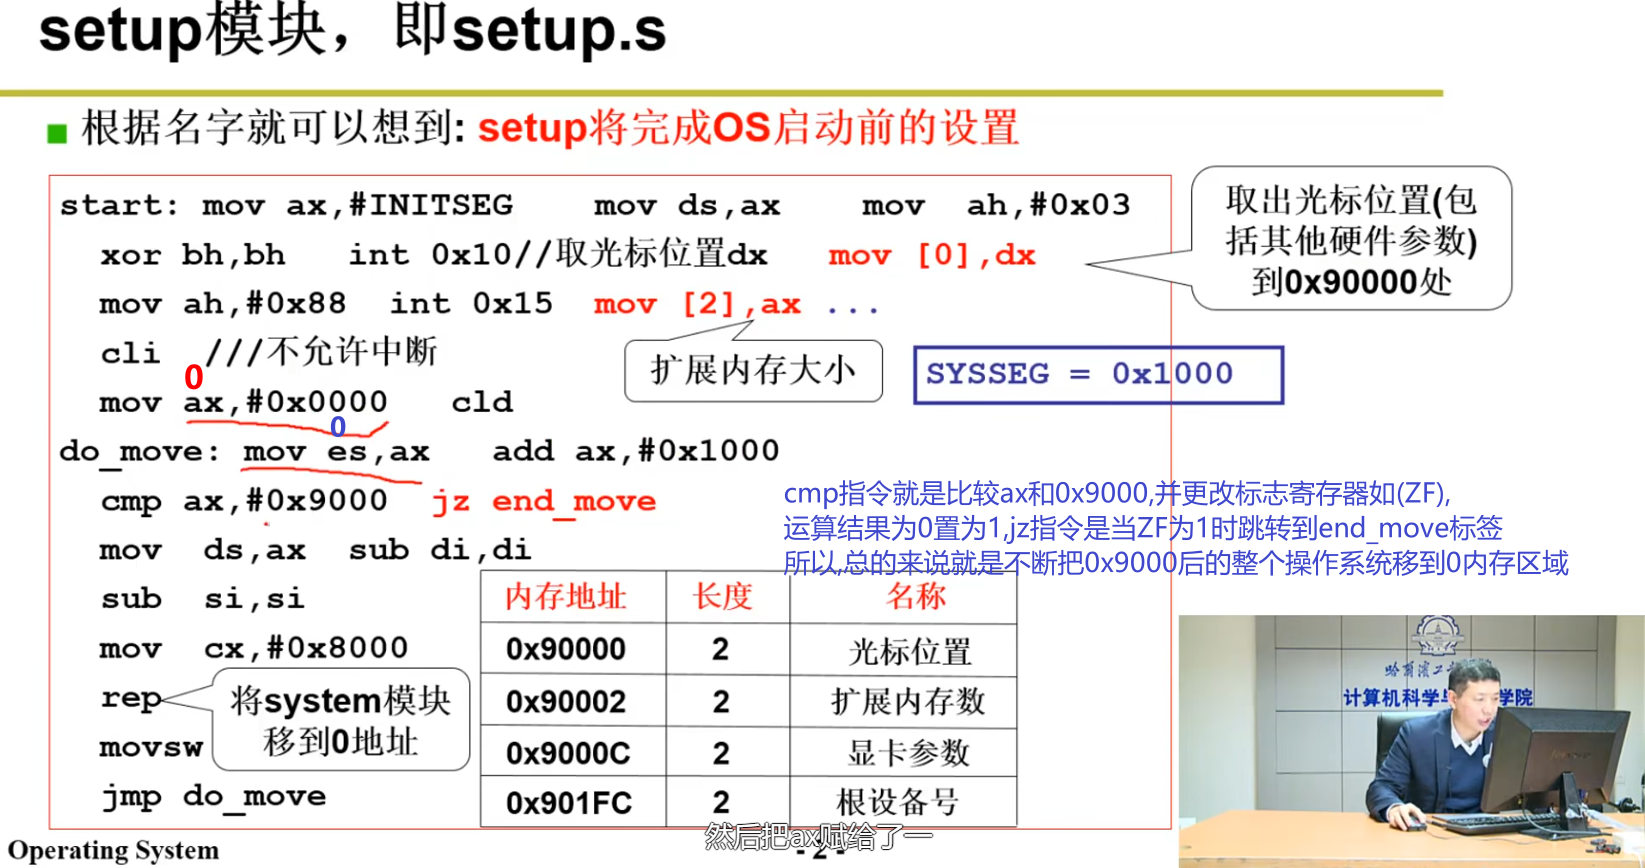 setup模块，即setup.s
根据名字就可以想到: setup将完成OS启动前的设置
start: mov ax,#INITSEG mov ds,ax mov ah,#0x03
xor bh,bh int 0x10//取光标位置dx mov [0],dx
mov ah,#0x88 int 0x15 mov [2],ax ...
cli ///不允许中断
0
mov ax,#0x0000 cld
0
do_move: mov es,ax add ax,#0x1000
cmp ax,#0x9000 jz end_move
mov ds,ax sub di,di
sub si,si
mov cx,#0x8000
rep
movsw
jmp do_move
取出光标位置(包
括其他硬件参数)
到0x90000处
扩展内存大小
SYSSEG = 0x1000
cmp指令就是比较ax和0x9000,并更改标志寄存器如(ZF),
运算结果为0置为1,jz指令是当ZF为1时跳转到end_move标签
所以,总的来说就是不断把0x9000后的整个操作系统移到0内存区域
将system模块
移到0地址
内存地址 长度 名称
0x90000 2 光标位置
0x90002 2 扩展内存数
0x9000C 2 显卡参数
0x901FC 2 根设备号
计算机科学与 学院
然后把ax赋给了一
Operating System
- 2 -